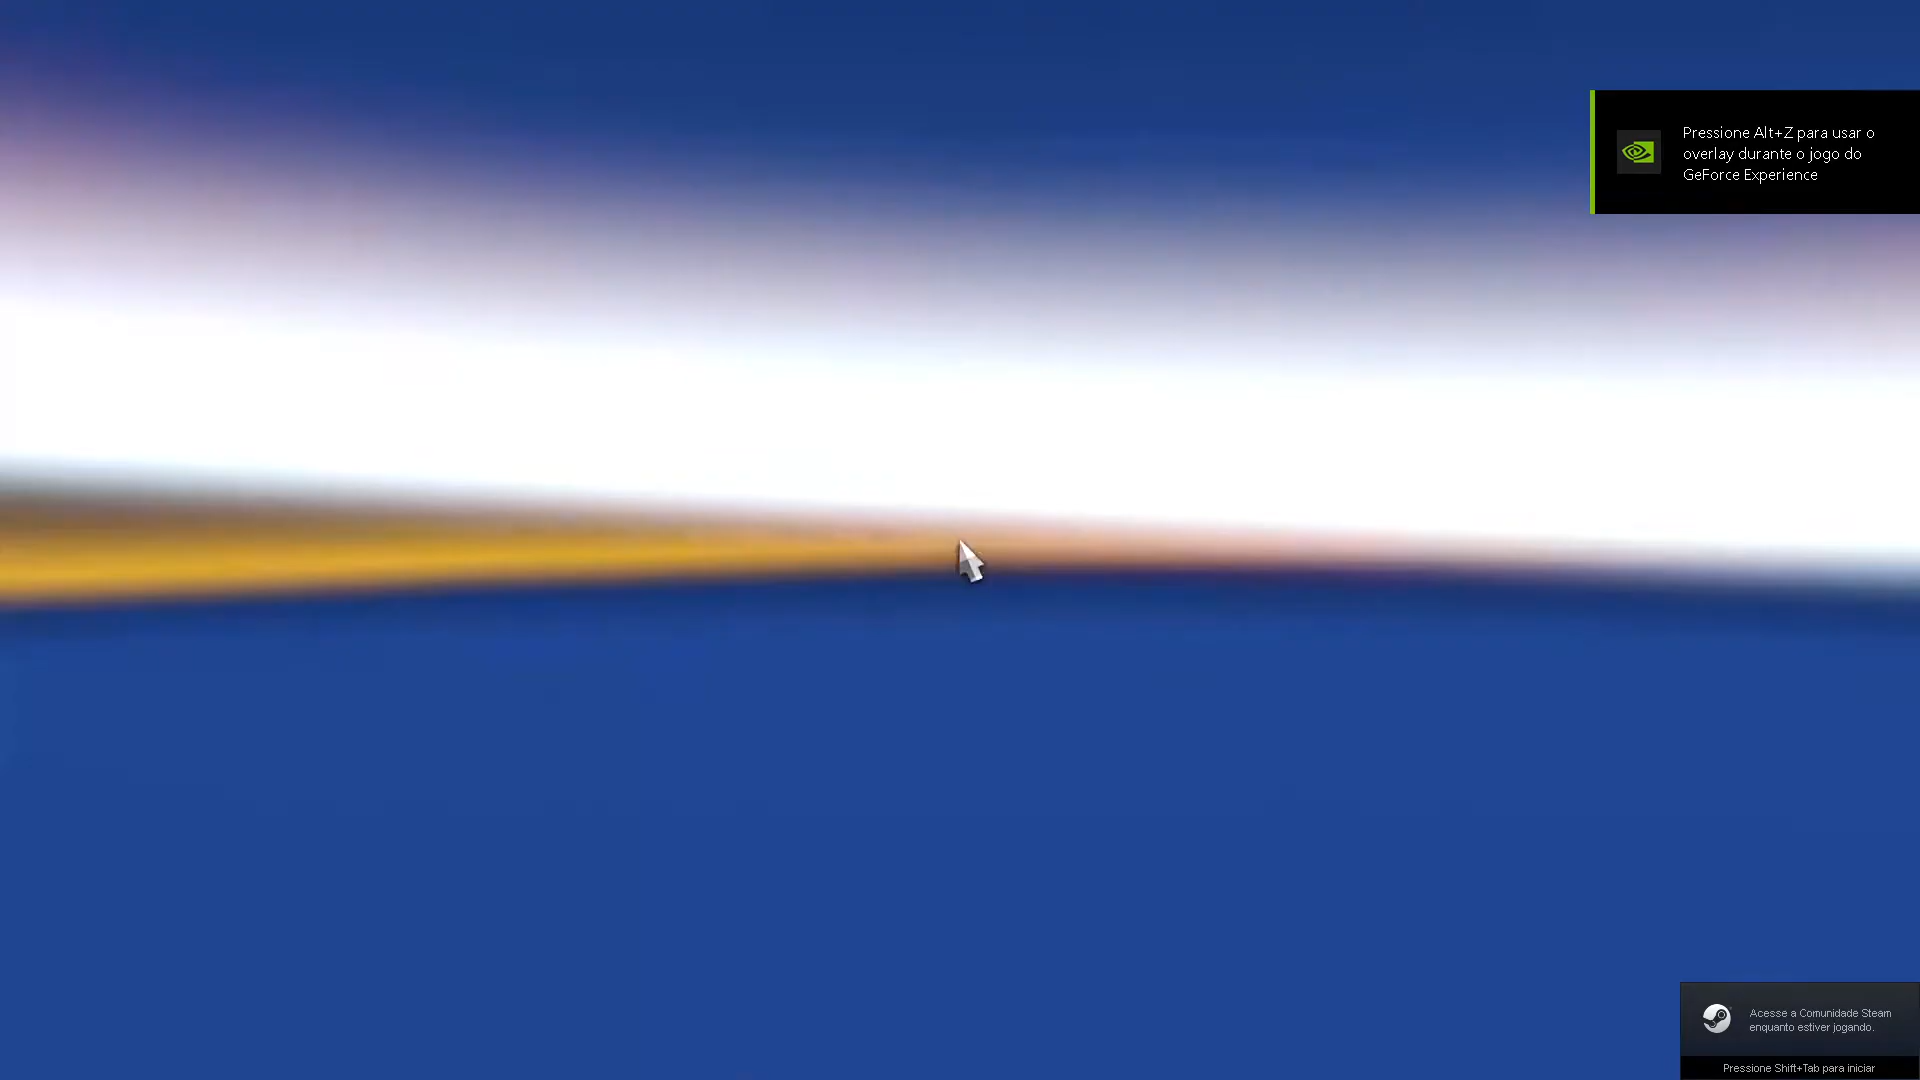 Pressione Alt+Z para usar o
overlay durante o jogo do
GeForce Experience
Acesse a Comunidade Steam
enquanto estiver jogando.
Pressione Shift+Tab para iniciar